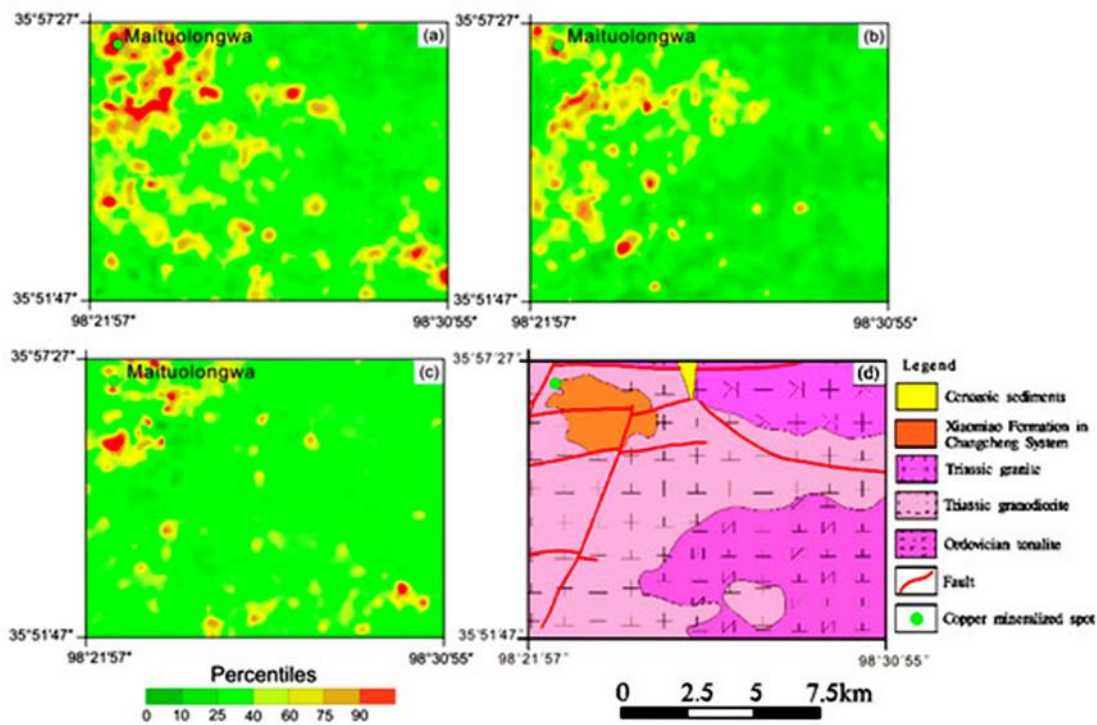 35°57'27"
Maituolongwa
(a)
35°51'47"
98°21'57"
98°30'55"
35°57'27"
Maituolongwa
(b)
35°51'47"
98°21'57"
98°30'55"
35°57'27"
Maituolongwa
(c)
35°51'47"
98°21'57"
98°30'55"
Percentiles
0 10 25 40 60 75 90
35°57'27"
(d)
35°51'47"
98°21'57"
98°30'55"
0 2.5 5 7.5km
Legend
Cenozoic sediments
Xiaomiao Formation in
Changcheng System
Triassic granite
Triassic granodiorite
Ordovician tonalite
Fault
Copper mineralized spot